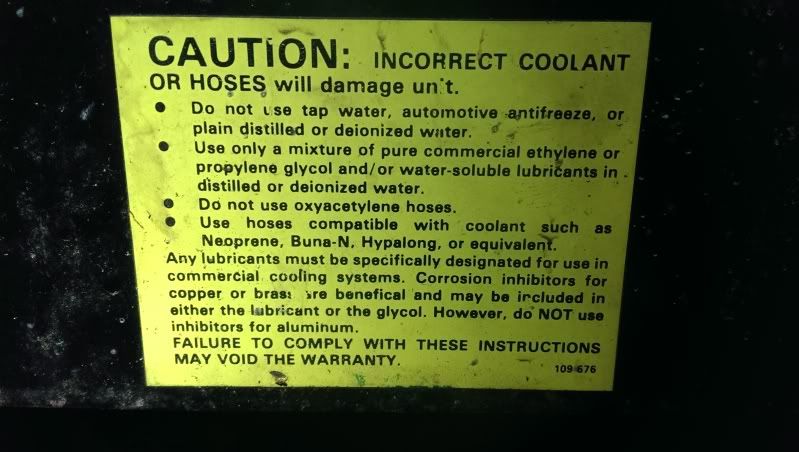 CAUTION: INCORRECT COOLANT
OR HOSES will damage unit.
• Do not use tap water, automotive antifreeze, or
plain distilled or deionized water.
• Use only a mixture of pure commercial ethylene or
propylene glycol and/or water-soluble lubricants in
distilled or deionized water.
• Do not use oxyacetylene hoses.
• Use hoses compatible with coolant such as
Neoprene, Buna-N, Hypalong, or equivalent.
Any lubricants must be specifically designated for use in
commercial cooling systems. Corrosion inhibitors for
copper or brass are benefical and may be included in
either the lubricant or the glycol. However, do NOT use
inhibitors for aluminum.
FAILURE TO COMPLY WITH THESE INSTRUCTIONS
MAY VOID THE WARRANTY.
109 676